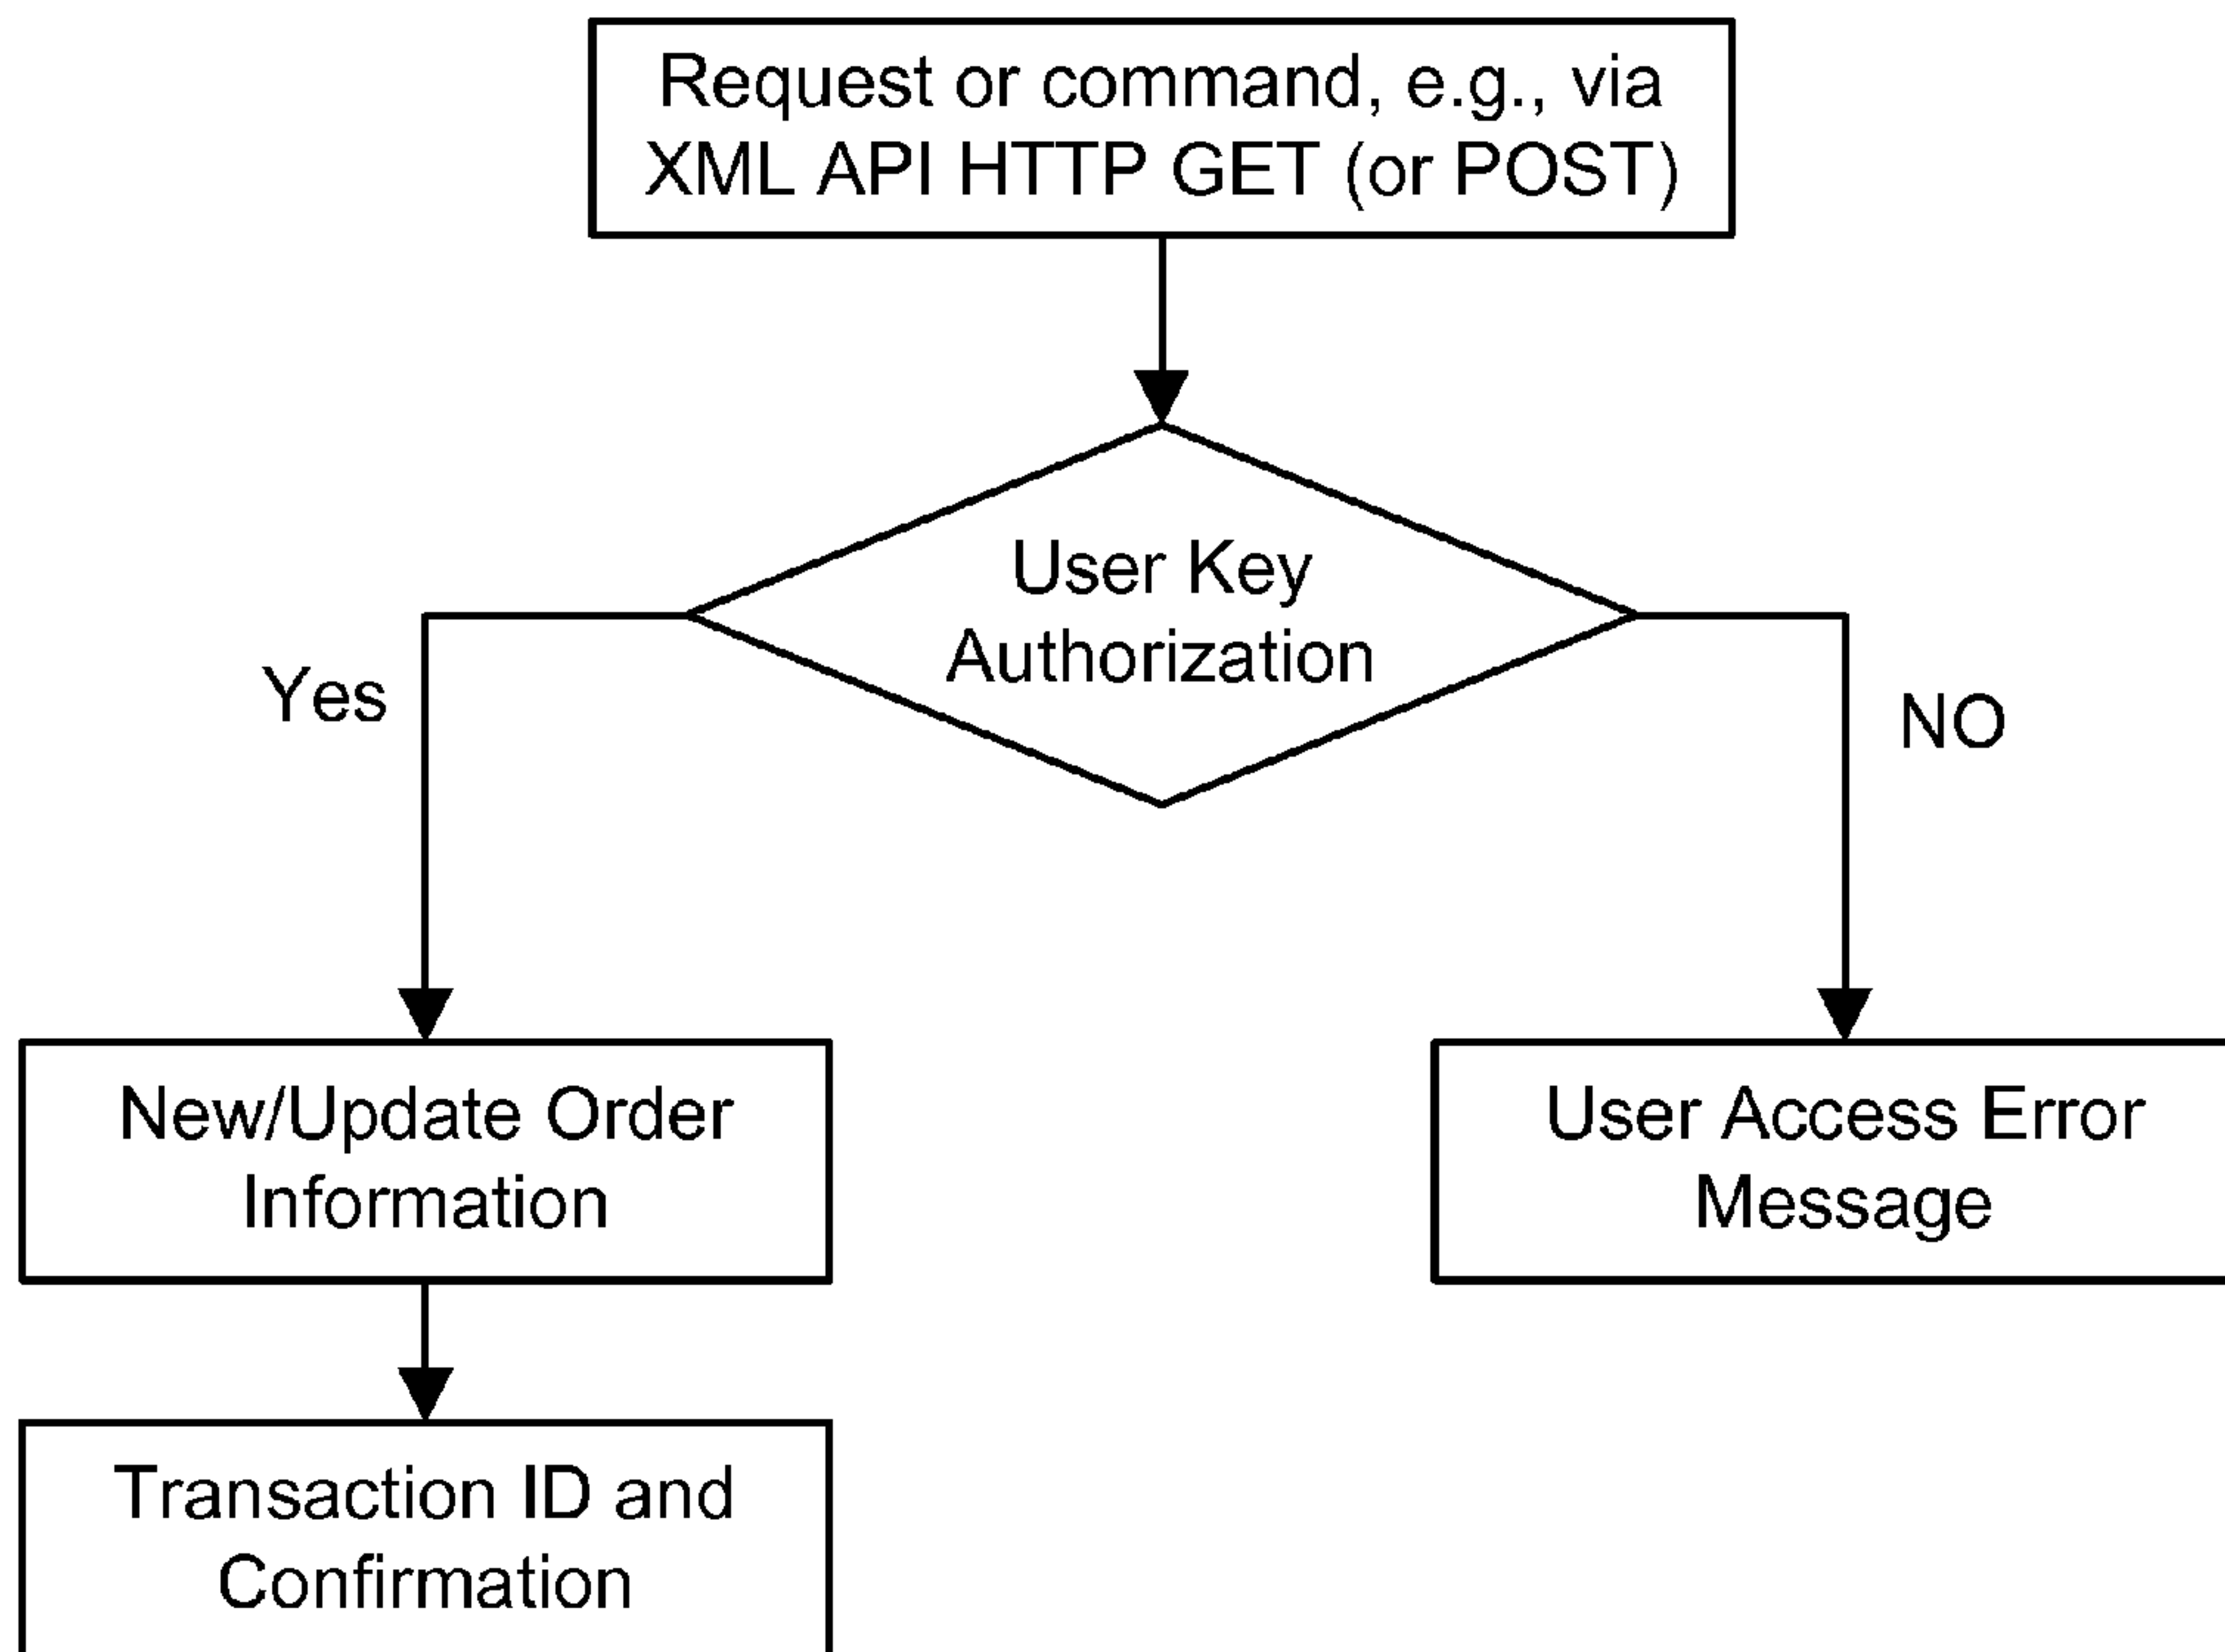 Request or command, e.g., via
XML API HTTP GET (or POST)
User Key
Authorization
Yes
NO
New/Update Order
Information
User Access Error
Message
Transaction ID and
Confirmation